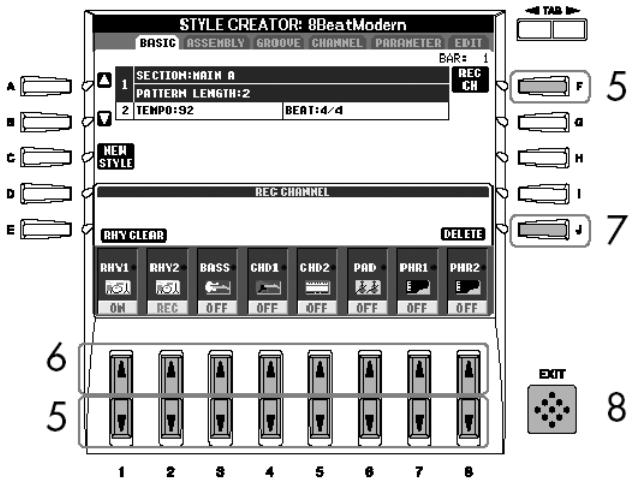 STYLE CREATOR: 8BeatModern
◄ TAB ►
BASIC ASSEMBLY GROOVE CHANNEL PARAMETER EDIT
BAR: 1
A
1 SECTION:MAIN A
REC CH
F 5
PATTERN LENGTH:2
B
2 TEMPO:92 BEAT:4/4
G
C
NEW STYLE
H
D
REC CHANNEL
I
E
RHY CLEAR
DELETE
J 7
RHY1 RHY2 BASS CHD1 CHD2 PAD PHR1 PHR2
ON REC OFF OFF OFF OFF OFF OFF
6
EXIT
5
8
1 2 3 4 5 6 7 8